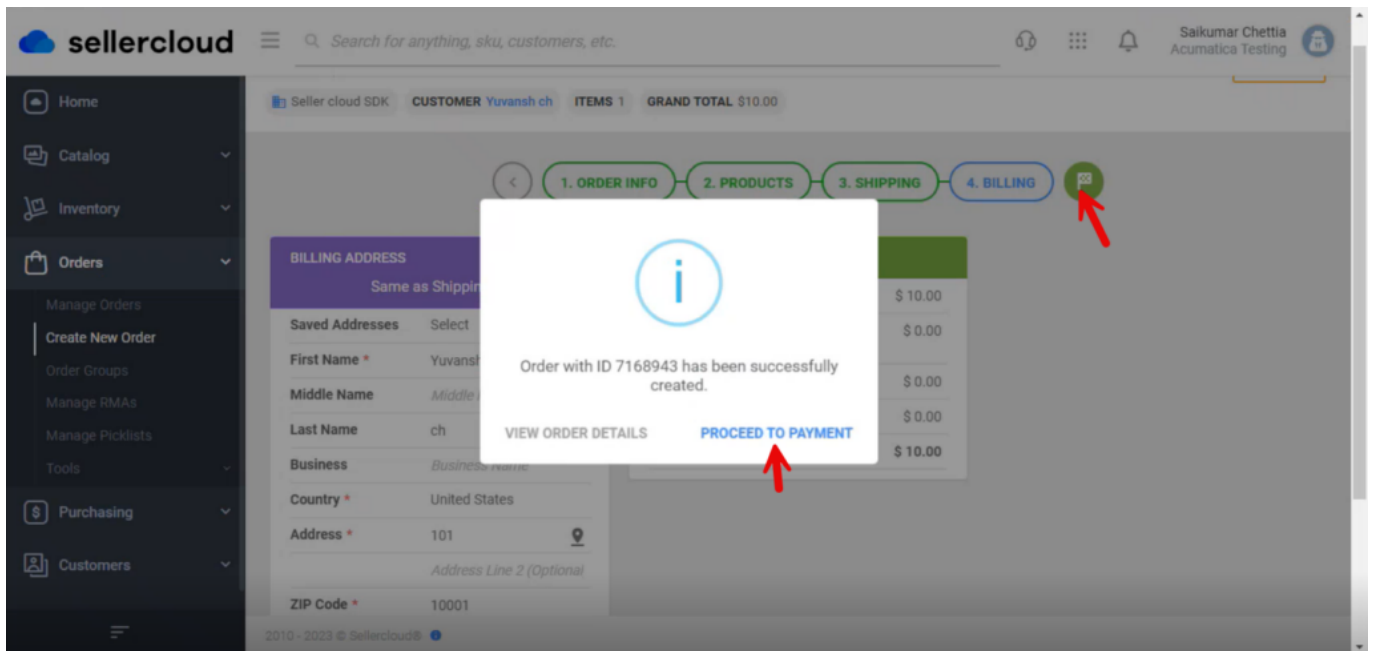 sellercloud
Search for anything, sku, customers, etc.
Saikumar Chettia
Acumatica Testing
Home
Catalog
Inventory
Orders
Manage Orders
Create New Order
Order Groups
Manage RMAs
Manage Picklists
Tools
Purchasing
Customers
Seller cloud SDK CUSTOMER Yuvansh ch ITEMS 1 GRAND TOTAL $10.00
1. ORDER INFO 2. PRODUCTS 3. SHIPPING 4. BILLING
BILLING ADDRESS
Same as Shippin
Saved Addresses Select
First Name * Yuvansh
Middle Name Middle
Last Name ch
Business Business Name
Country * United States
Address * 101
Address Line 2 (Optional
ZIP Code * 10001
$ 10.00
$ 0.00
$ 0.00
$ 0.00
$ 10.00
i
Order with ID 7168943 has been successfully
created.
VIEW ORDER DETAILS PROCEED TO PAYMENT
2010 - 2023 © Sellercloud®